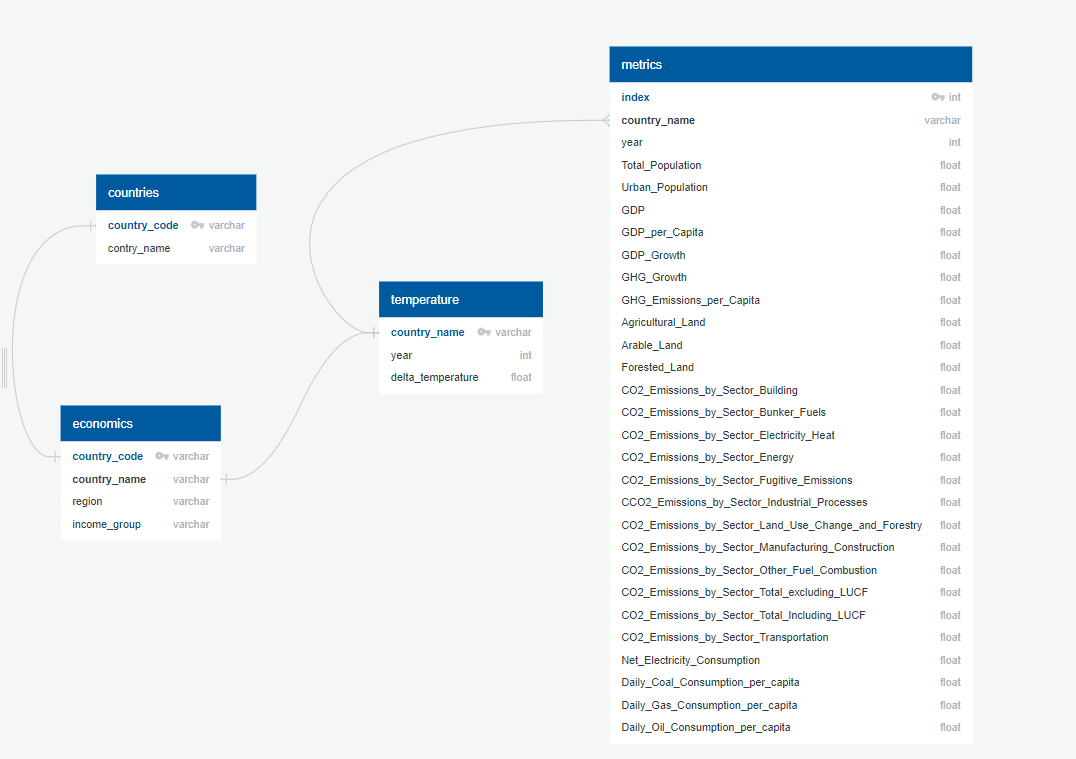 countries
country_code varchar
contry_name varchar
economics
country_code varchar
country_name varchar
region varchar
income_group varchar
temperature
country_name varchar
year int
delta_temperature float
metrics
index int
country_name varchar
year int
Total_Population float
Urban_Population float
GDP float
GDP_per_Capita float
GDP_Growth float
GHG_Growth float
GHG_Emissions_per_Capita float
Agricultural_Land float
Arable_Land float
Forested_Land float
CO2_Emissions_by_Sector_Building float
CO2_Emissions_by_Sector_Bunker_Fuels float
CO2_Emissions_by_Sector_Electricity_Heat float
CO2_Emissions_by_Sector_Energy float
CO2_Emissions_by_Sector_Fugitive_Emissions float
CCO2_Emissions_by_Sector_Industrial_Processes float
CO2_Emissions_by_Sector_Land_Use_Change_and_Forestry float
CO2_Emissions_by_Sector_Manufacturing_Construction float
CO2_Emissions_by_Sector_Other_Fuel_Combustion float
CO2_Emissions_by_Sector_Total_excluding_LUCF float
CO2_Emissions_by_Sector_Total_Including_LUCF float
CO2_Emissions_by_Sector_Transportation float
Net_Electricity_Consumption float
Daily_Coal_Consumption_per_capita float
Daily_Gas_Consumption_per_capita float
Daily_Oil_Consumption_per_capita float